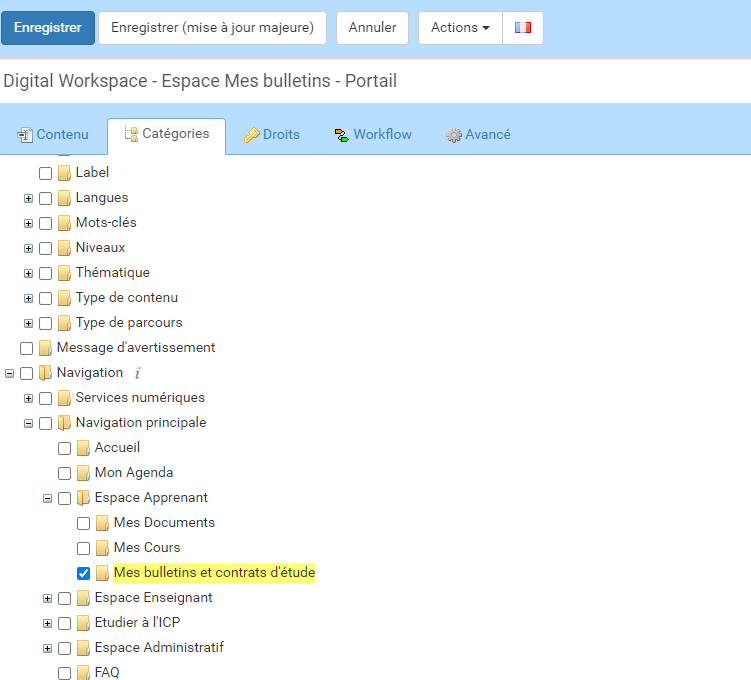 Enregistrer Enregistrer (mise à jour majeure) Annuler Actions
Digital Workspace - Espace Mes bulletins - Portail
Contenu Catégories Droits Workflow Avancé
Label
Langues
Mots-clés
Niveaux
Thématique
Type de contenu
Type de parcours
Message d'avertissement
Navigation i
Services numériques
Navigation principale
Accueil
Mon Agenda
Espace Apprenant
Mes Documents
Mes Cours
Mes bulletins et contrats d'étude
Espace Enseignant
Etudier à l'ICP
Espace Administratif
FAQ